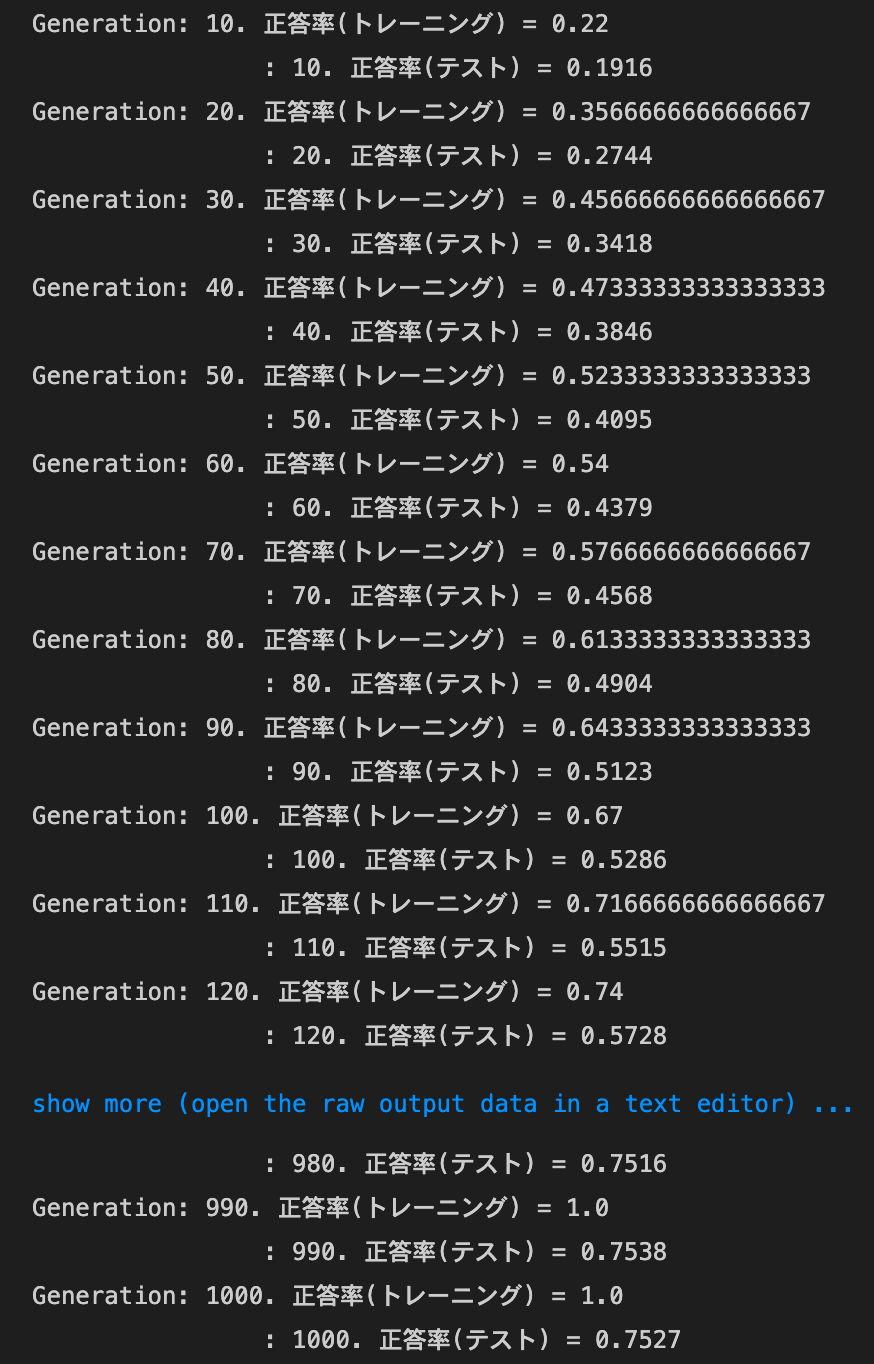 Generation: 10. 正答率(トレーニング) = 0.22
: 10. 正答率(テスト) = 0.1916
Generation: 20. 正答率(トレーニング) = 0.3566666666666667
: 20. 正答率(テスト) = 0.2744
Generation: 30. 正答率(トレーニング) = 0.45666666666666667
: 30. 正答率(テスト) = 0.3418
Generation: 40. 正答率(トレーニング) = 0.47333333333333333
: 40. 正答率(テスト) = 0.3846
Generation: 50. 正答率(トレーニング) = 0.5233333333333333
: 50. 正答率(テスト) = 0.4095
Generation: 60. 正答率(トレーニング) = 0.54
: 60. 正答率(テスト) = 0.4379
Generation: 70. 正答率(トレーニング) = 0.5766666666666667
: 70. 正答率(テスト) = 0.4568
Generation: 80. 正答率(トレーニング) = 0.6133333333333333
: 80. 正答率(テスト) = 0.4904
Generation: 90. 正答率(トレーニング) = 0.6433333333333333
: 90. 正答率(テスト) = 0.5123
Generation: 100. 正答率(トレーニング) = 0.67
: 100. 正答率(テスト) = 0.5286
Generation: 110. 正答率(トレーニング) = 0.7166666666666667
: 110. 正答率(テスト) = 0.5515
Generation: 120. 正答率(トレーニング) = 0.74
: 120. 正答率(テスト) = 0.5728
show more (open the raw output data in a text editor) ...
: 980. 正答率(テスト) = 0.7516
Generation: 990. 正答率(トレーニング) = 1.0
: 990. 正答率(テスト) = 0.7538
Generation: 1000. 正答率(トレーニング) = 1.0
: 1000. 正答率(テスト) = 0.7527